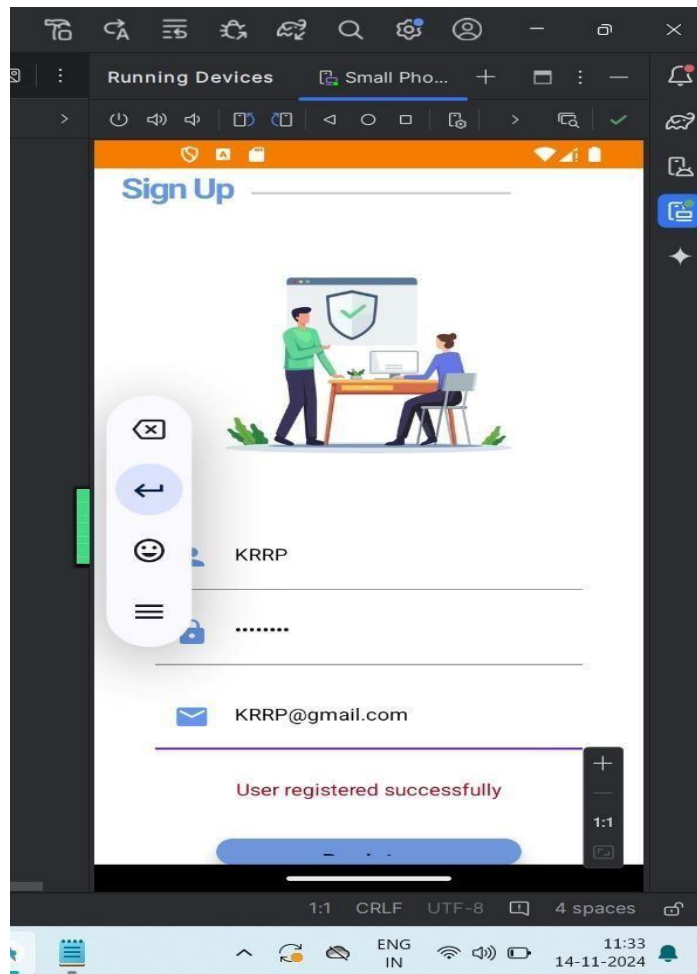 Running Devices
Small Pho...
Sign Up
KRRP
••••••••
KRRP@gmail.com
User registered successfully
1:1
1:1 CRLF UTF-8 4 spaces
ENG
IN
11:33
14-11-2024